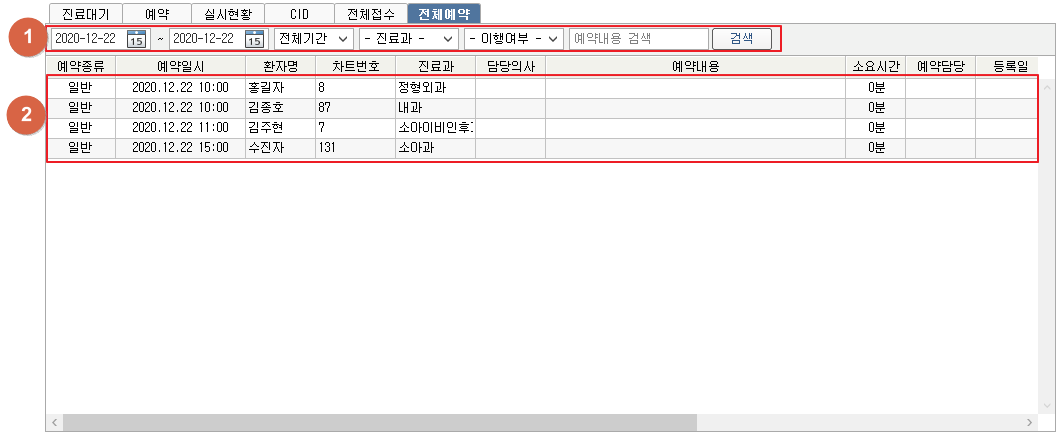 진료대기 예약 실시현황 CID 전체접수 전체예약
1 2020-12-22 15 ~ 2020-12-22 15 전체기간 - 진료과 - - 이행여부 - 예약내용 검색 검색
예약종류 예약일시 환자명 차트번호 진료과 담당의사 예약내용 소요시간 예약담당 등록일
2
일반 2020.12.22 10:00 홍길자 8 정형외과 0분
일반 2020.12.22 10:00 김종호 87 내과 0분
일반 2020.12.22 11:00 김주현 7 소아이비인후 0분
일반 2020.12.22 15:00 수진자 131 소아과 0분